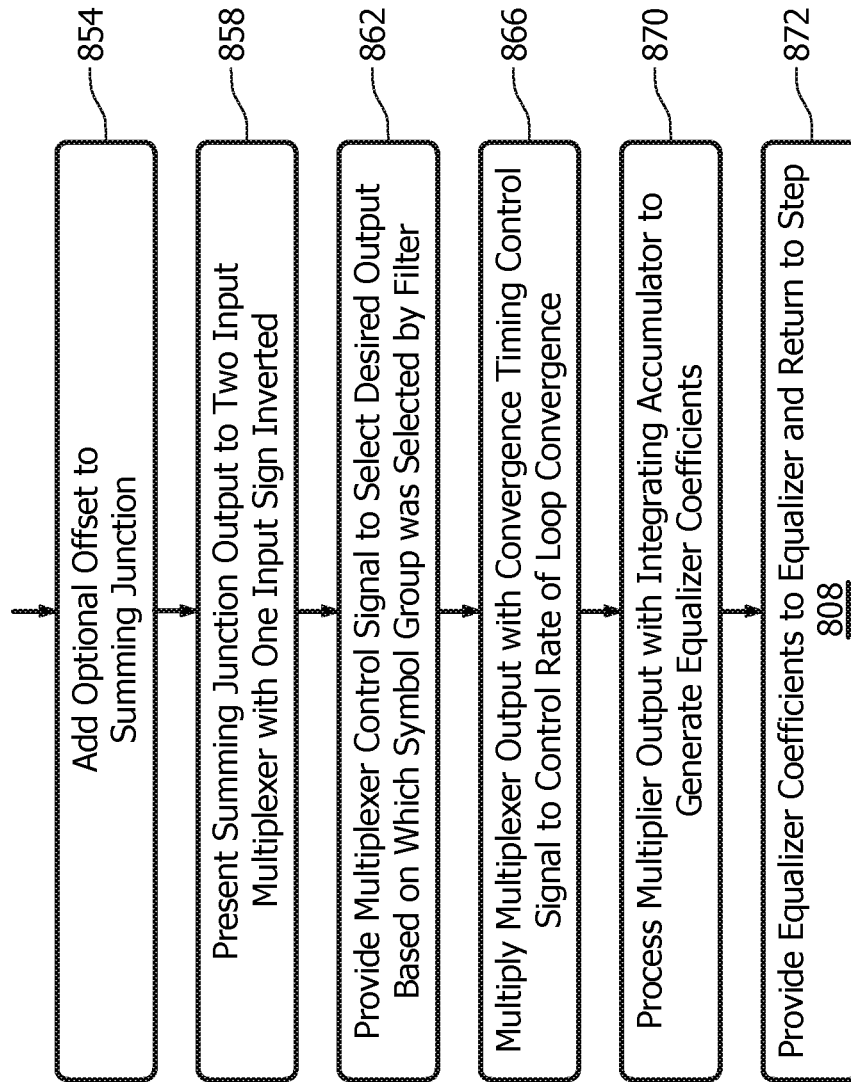 Add Optional Offset to
Summing Junction
854
Present Summing Junction Output to Two Input
Multiplexer with One Input Sign Inverted
858
Provide Multiplexer Control Signal to Select Desired Output
Based on Which Symbol Group was Selected by Filter
862
Multiply Multiplexer Output with Convergence Timing Control
Signal to Control Rate of Loop Convergence
866
Process Multiplier Output with Integrating Accumulator to
Generate Equalizer Coefficients
870
Provide Equalizer Coefficients to Equalizer and Return to Step
808
872